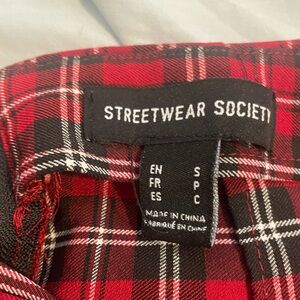 STREETWEAR SOCIETY
EN S
FR P
ES C
MADE IN CHINA
FABRIQUÉ EN CHINE